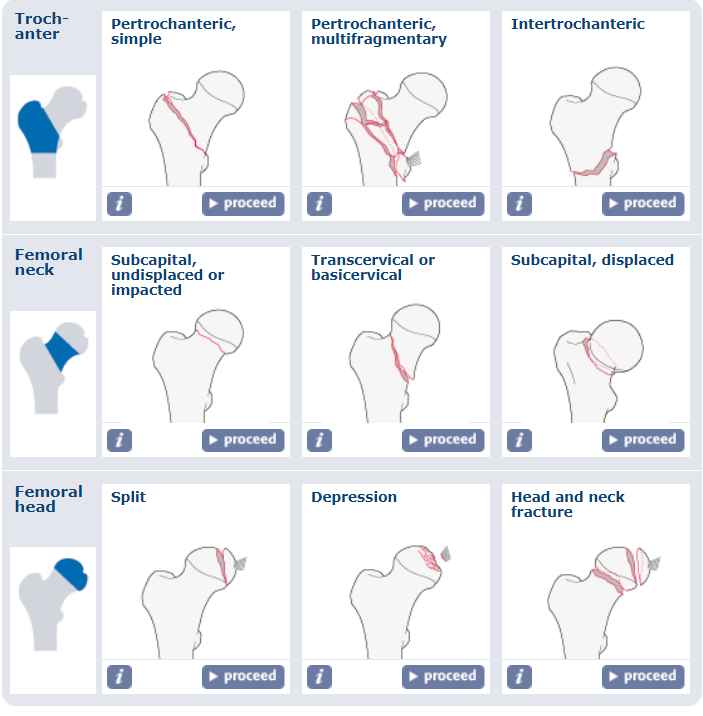 Troch-
anter
Pertrochanteric,
simple
Pertrochanteric,
multifragmentary
Intertrochanteric
i
proceed
i
proceed
i
proceed
Femoral
neck
Subcapital,
undisplaced or
impacted
Transcervical or
basicervical
Subcapital, displaced
i
proceed
i
proceed
i
proceed
Femoral
head
Split
Depression
Head and neck
fracture
i
proceed
i
proceed
i
proceed